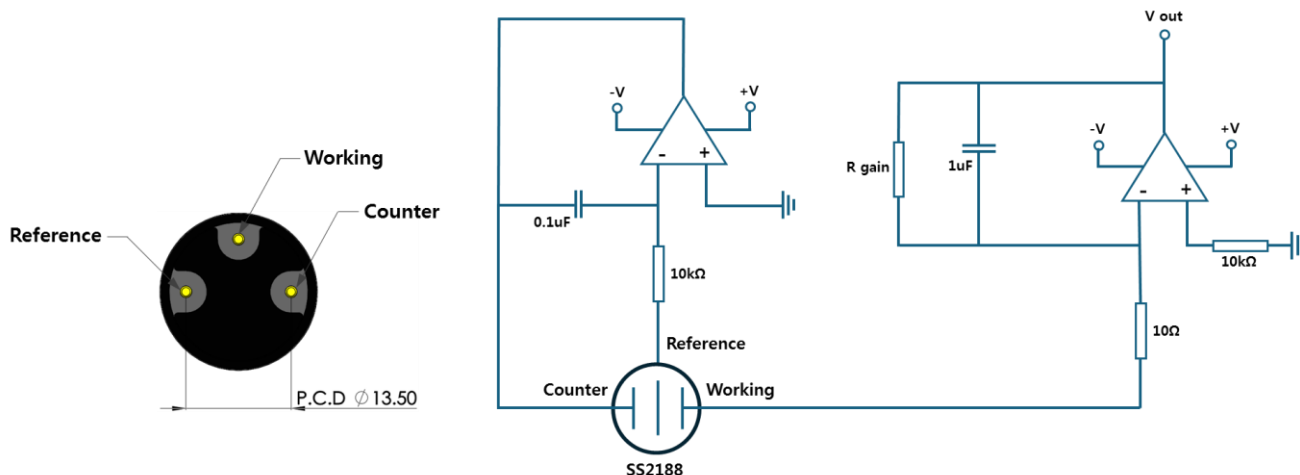 Working
Counter
Reference
P.C.D ∅ 13.50
-V
+V
-
+
0.1uF
10kΩ
Reference
Counter
Working
SS2188
V out
-V
+V
R gain
1uF
-
+
10kΩ
10Ω